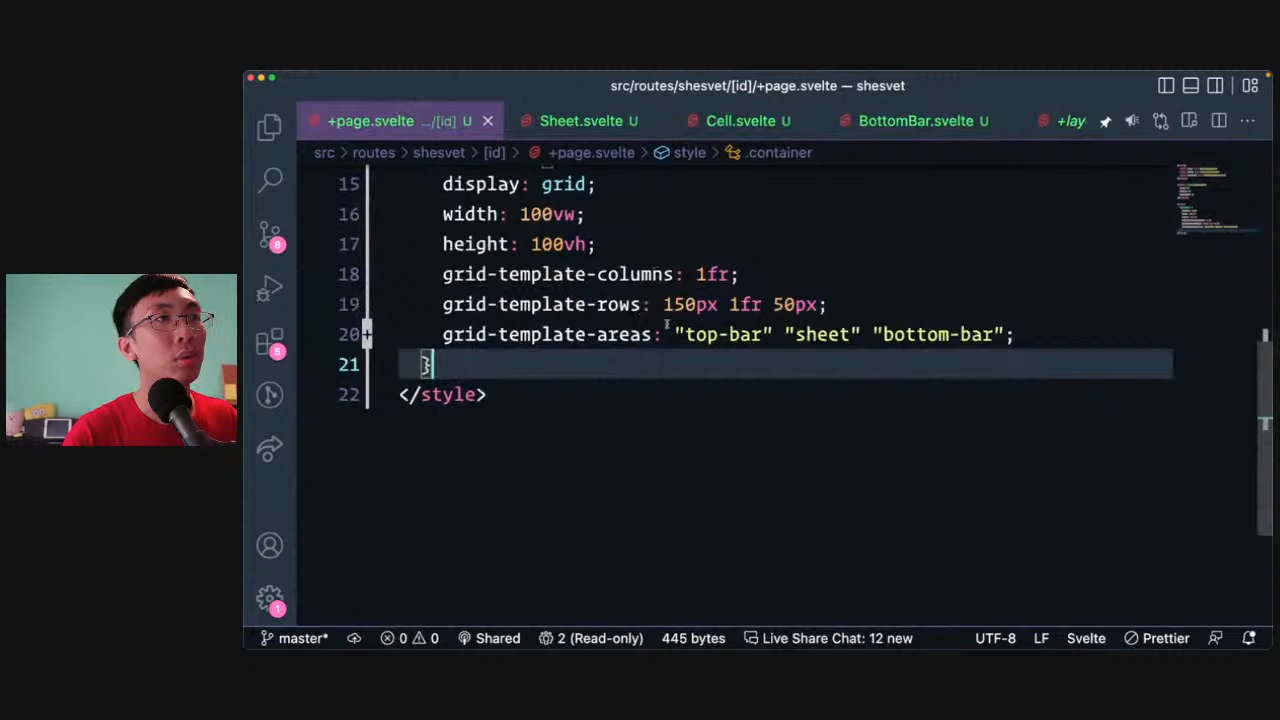 src/routes/shesvet/[id]/+page.svelte — shesvet
+page.svelte .../[id] U Sheet.svelte U Cell.svelte U BottomBar.svelte U +lay
src > routes > shesvet > [id] > +page.svelte > style > .container
15 display: grid;
16 width: 100vw;
17 height: 100vh;
18 grid-template-columns: 1fr;
19 grid-template-rows: 150px 1fr 50px;
20 grid-template-areas: "top-bar" "sheet" "bottom-bar";
21 }
22 </style>
8
5
1
master* 0 0 Shared 2 (Read-only) 445 bytes Live Share Chat: 12 new UTF-8 LF Svelte Prettier